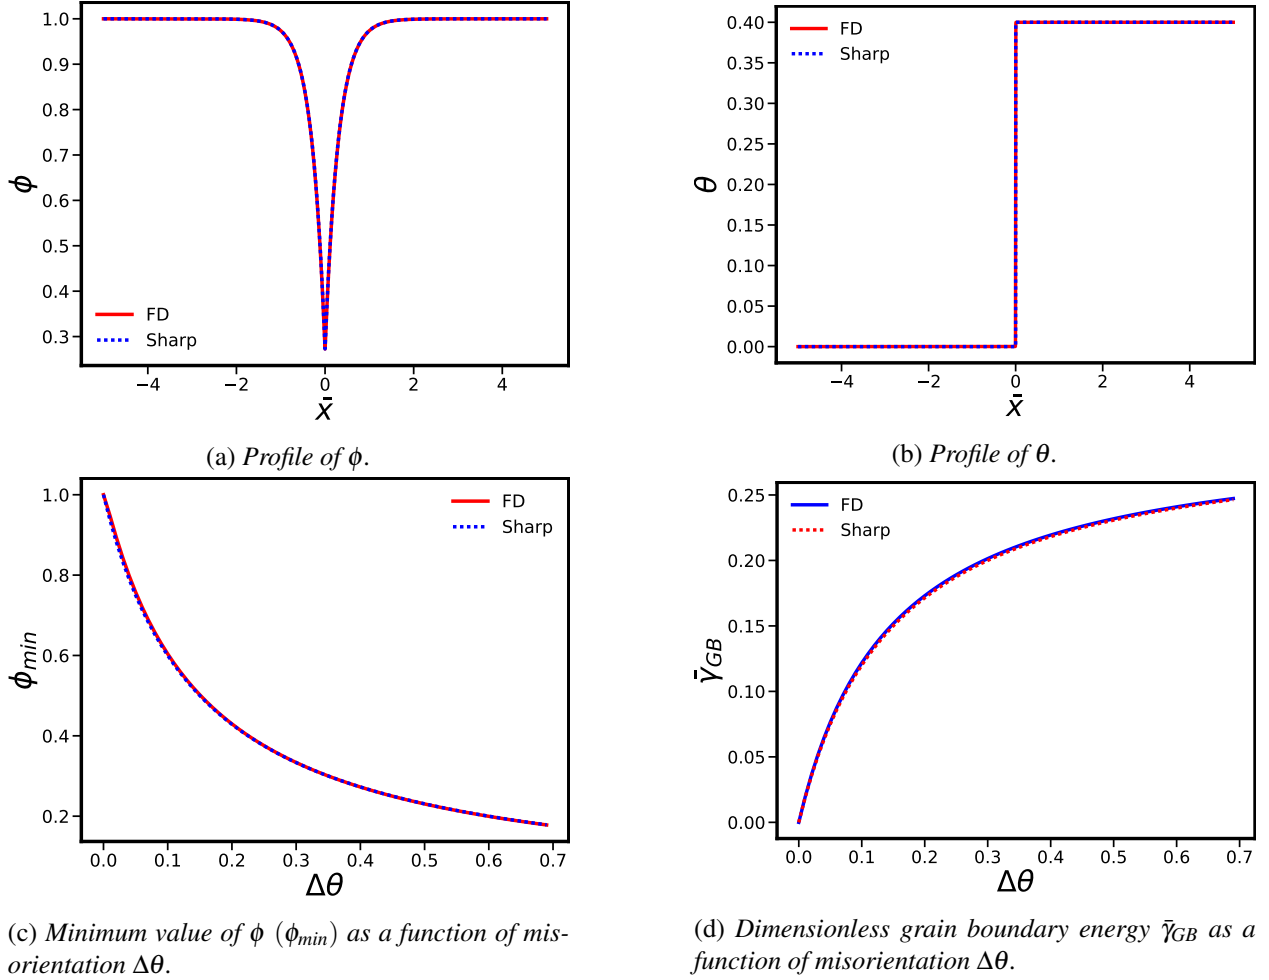 1.0
0.9
0.8
0.7
0.6
0.5
0.4
0.3
ϕ
FD
Sharp
−4 −2 0 2 4
x̄
(a) Profile of ϕ.
0.40
0.35
0.30
0.25
0.20
0.15
0.10
0.05
0.00
θ
FD
Sharp
−4 −2 0 2 4
x̄
(b) Profile of θ.
1.0
0.8
0.6
0.4
0.2
ϕmin
FD
Sharp
0.0 0.1 0.2 0.3 0.4 0.5 0.6 0.7
Δθ
(c) Minimum value of ϕ (ϕmin) as a function of mis-
orientation Δθ.
0.25
0.20
0.15
0.10
0.05
0.00
γ̄GB
FD
Sharp
0.0 0.1 0.2 0.3 0.4 0.5 0.6 0.7
Δθ
(d) Dimensionless grain boundary energy γ̄GB as a
function of misorientation Δθ.